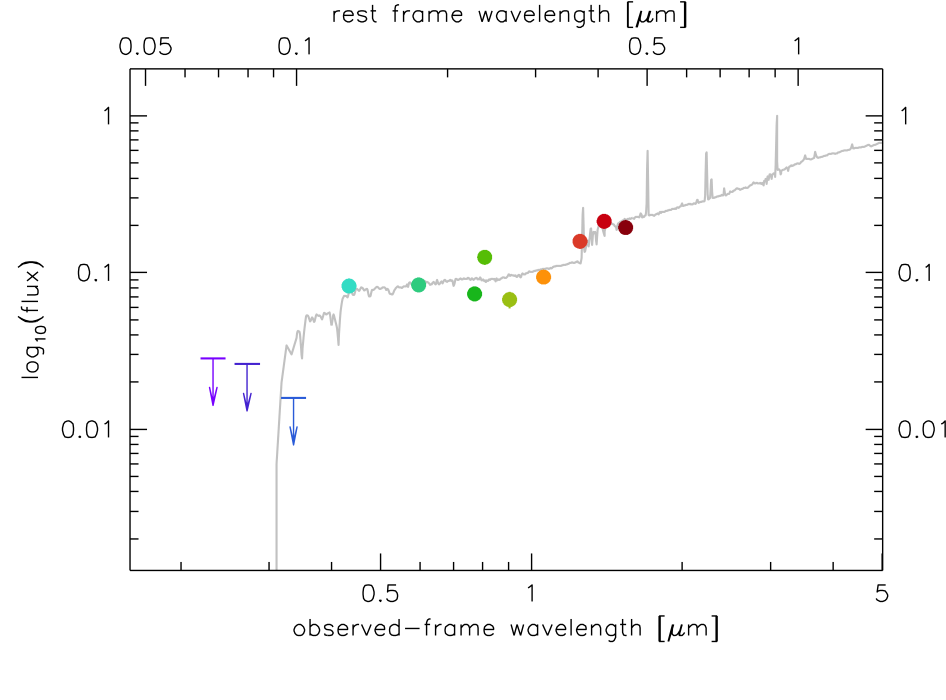 rest frame wavelength [μm]
0.05 0.1 0.5 1
1 1
0.1 0.1
log10(flux)
0.01 0.01
0.5 1 5
observed-frame wavelength [μm]